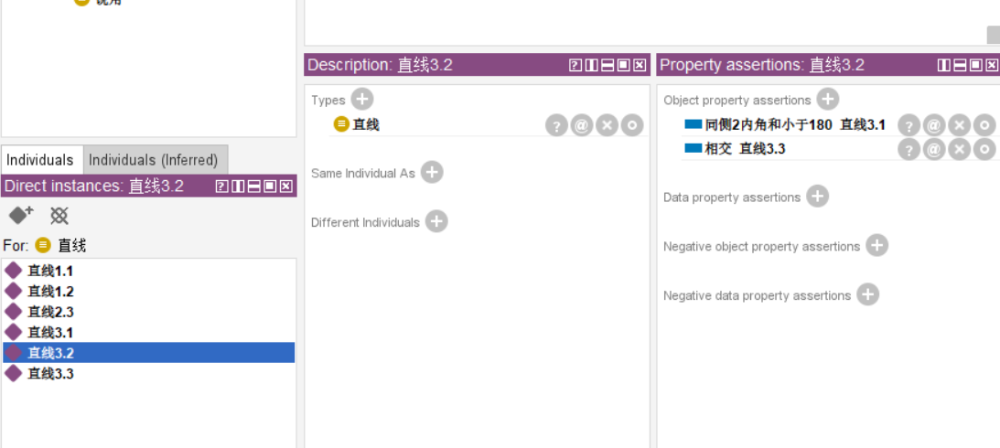 锐角
Individuals
Individuals (Inferred)
Direct instances: 直线3.2
For: 直线
直线1.1
直线1.2
直线2.3
直线3.1
直线3.2
直线3.3
Description: 直线3.2
Types
直线
Same Individual As
Different Individuals
Property assertions: 直线3.2
Object property assertions
同侧2内角和小于180 直线3.1
相交 直线3.3
Data property assertions
Negative object property assertions
Negative data property assertions